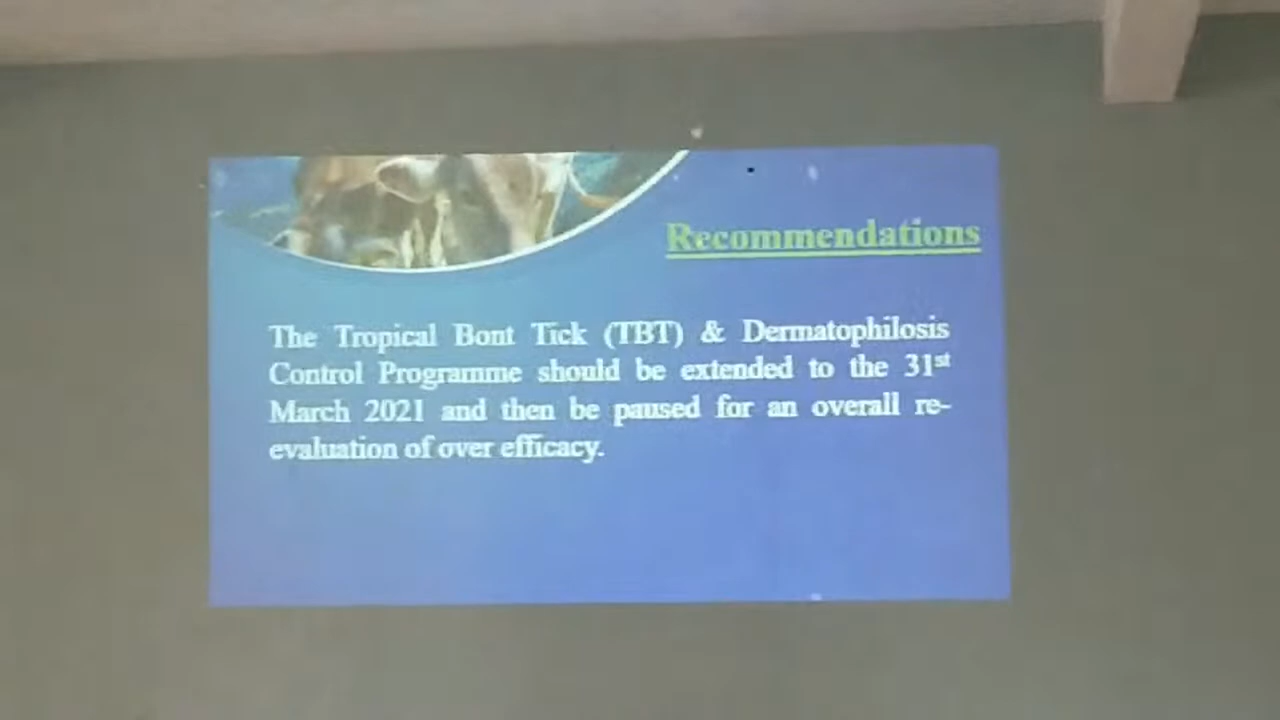 Recommendations
The Tropical Bont Tick (TBT) & Dermatophilosis
Control Programme should be extended to the 31st
March 2021 and then be paused for an overall re-
evaluation of over efficacy.